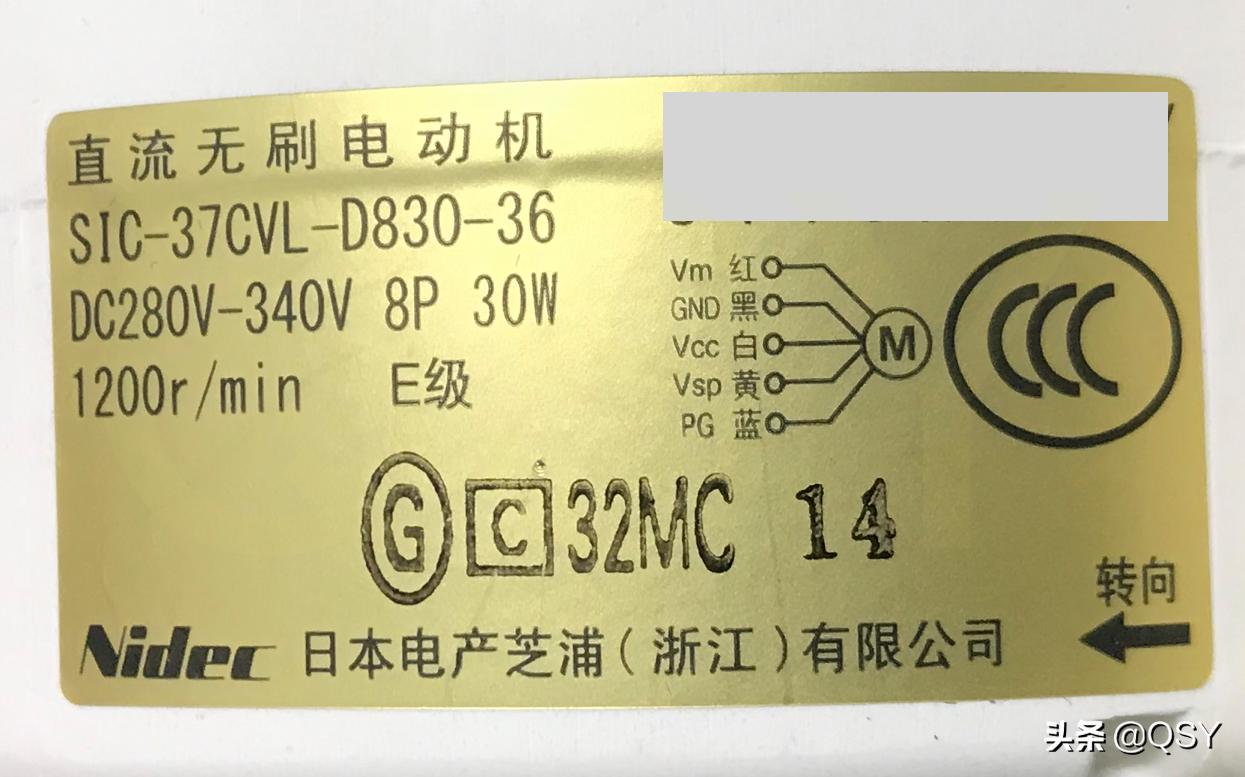 直流无刷电动机
SIC-37CVL-D830-36
DC280V-340V 8P 30W
1200r/min E级
Vm 红
GND 黑
Vcc 白
Vsp 黄
PG 蓝
M
CCC
G C 32MC 14
转向
Nidec 日本电产芝浦(浙江)有限公司
头条 @QSY